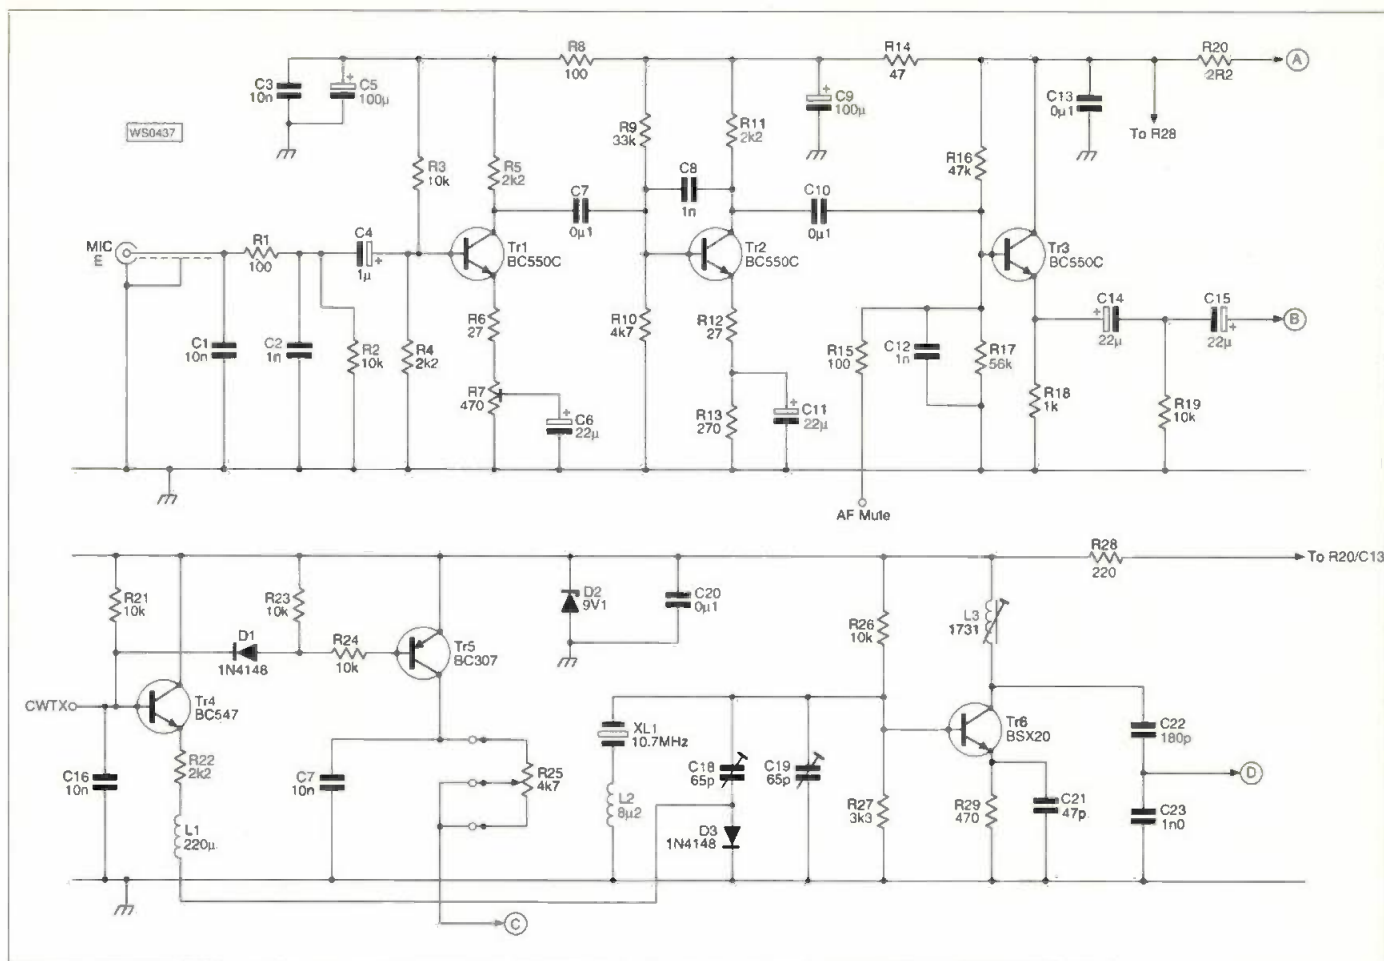 R8
100
R14
47
R20
2R2
A
C3
10n
C5
100µ
+
C9
100µ
+
C13
0µ1
To R28
WS0437
R9
33k
R11
2k2
R3
10k
R5
2k2
R16
47k
C7
0µ1
C8
1n
C10
0µ1
MIC
E
R1
100
C4
1µ
+
Tr1
BC550C
Tr2
BC550C
Tr3
BC550C
C14
22µ
+
C15
22µ
+
B
C1
10n
C2
1n
R2
10k
R4
2k2
R6
27
R7
470
C6
22µ
+
R10
4k7
R12
27
R13
270
C11
22µ
+
R15
100
C12
1n
R17
56k
R18
1k
R19
10k
AF Mute
R28
220
To R20/C13
R21
10k
R23
10k
D1
1N4148
R24
10k
Tr5
BC307
D2
9V1
C20
0µ1
R26
10k
L3
1731
CWTX
Tr4
BC547
XL1
10.7MHz
C18
65p
C19
65p
Tr6
BSX20
C22
180p
D
C16
10n
R22
2k2
L1
220µ
C7
10n
R25
4k7
L2
8µ2
D3
1N4148
R27
3k3
R29
470
C21
47p
C23
1n0
C